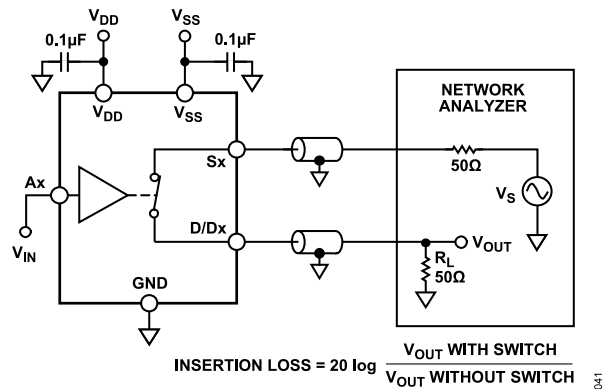 VDD
VSS
0.1µF
0.1µF
VDD
VSS
NETWORK
ANALYZER
Sx
50Ω
Ax
VS
D/Dx
VOUT
VIN
RL
50Ω
GND
INSERTION LOSS = 20 log VOUT WITH SWITCH
VOUT WITHOUT SWITCH
041